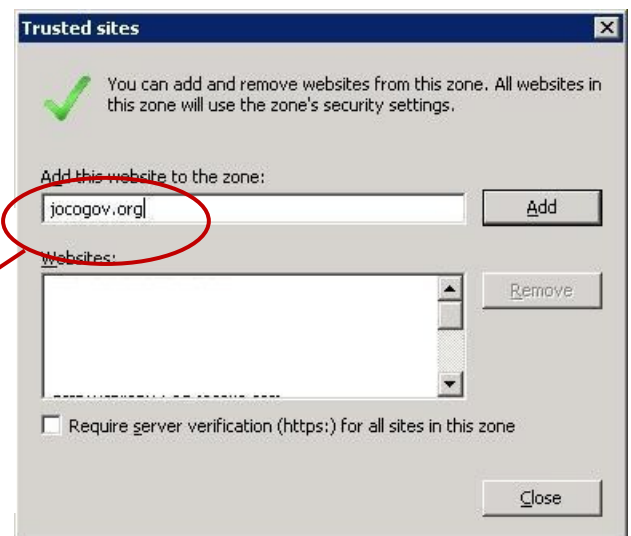 Trusted sites
You can add and remove websites from this zone. All websites in
this zone will use the zone's security settings.
Add this website to the zone:
jocogov.org
Add
Websites:
Remove
Require server verification (https:) for all sites in this zone
Close